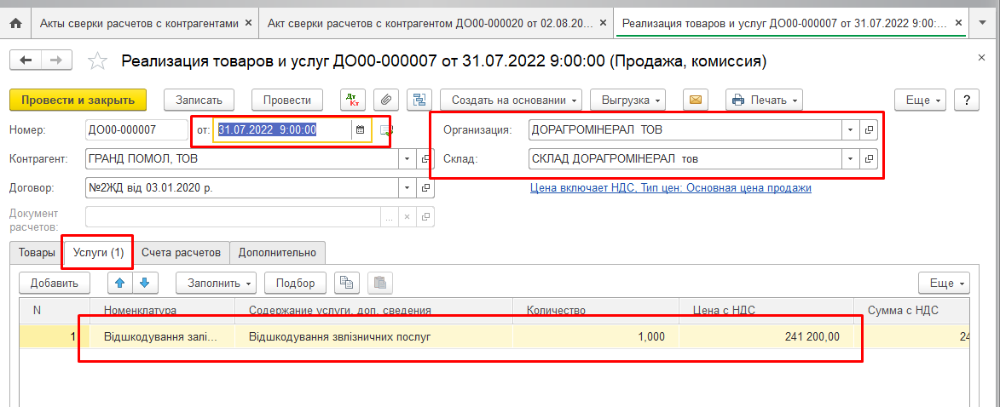 Акты сверки расчетов с контрагентами × Акт сверки расчетов с контрагентом ДО00-000020 от 02.08.20... × Реализация товаров и услуг ДО00-000007 от 31.07.2022 9:00:... ×
Реализация товаров и услуг ДО00-000007 от 31.07.2022 9:00:00 (Продажа, комиссия) ×
Провести и закрыть Записать Провести Дт Кт Создать на основании Выгрузка Печать Еще ?
Номер: ДО00-000007 от: 31.07.2022 9:00:00 Организация: ДОРАГРОМІНЕРАЛ ТОВ
Контрагент: ГРАНД ПОМОЛ, ТОВ Склад: СКЛАД ДОРАГРОМІНЕРАЛ тов
Договор: №2ЖД від 03.01.2020 р. Цена включает НДС, Тип цен: Основная цена продажи
Документ
расчетов: ... ×
Товары Услуги (1) Счета расчетов Дополнительно
Добавить Заполнить Подбор Еще
N Номенклатура Содержание услуги, доп. сведения Количество Цена с НДС Сумма с НДС
1 Відшкодування залі... Відшкодування звлізничних послуг 1,000 241 200,00 24